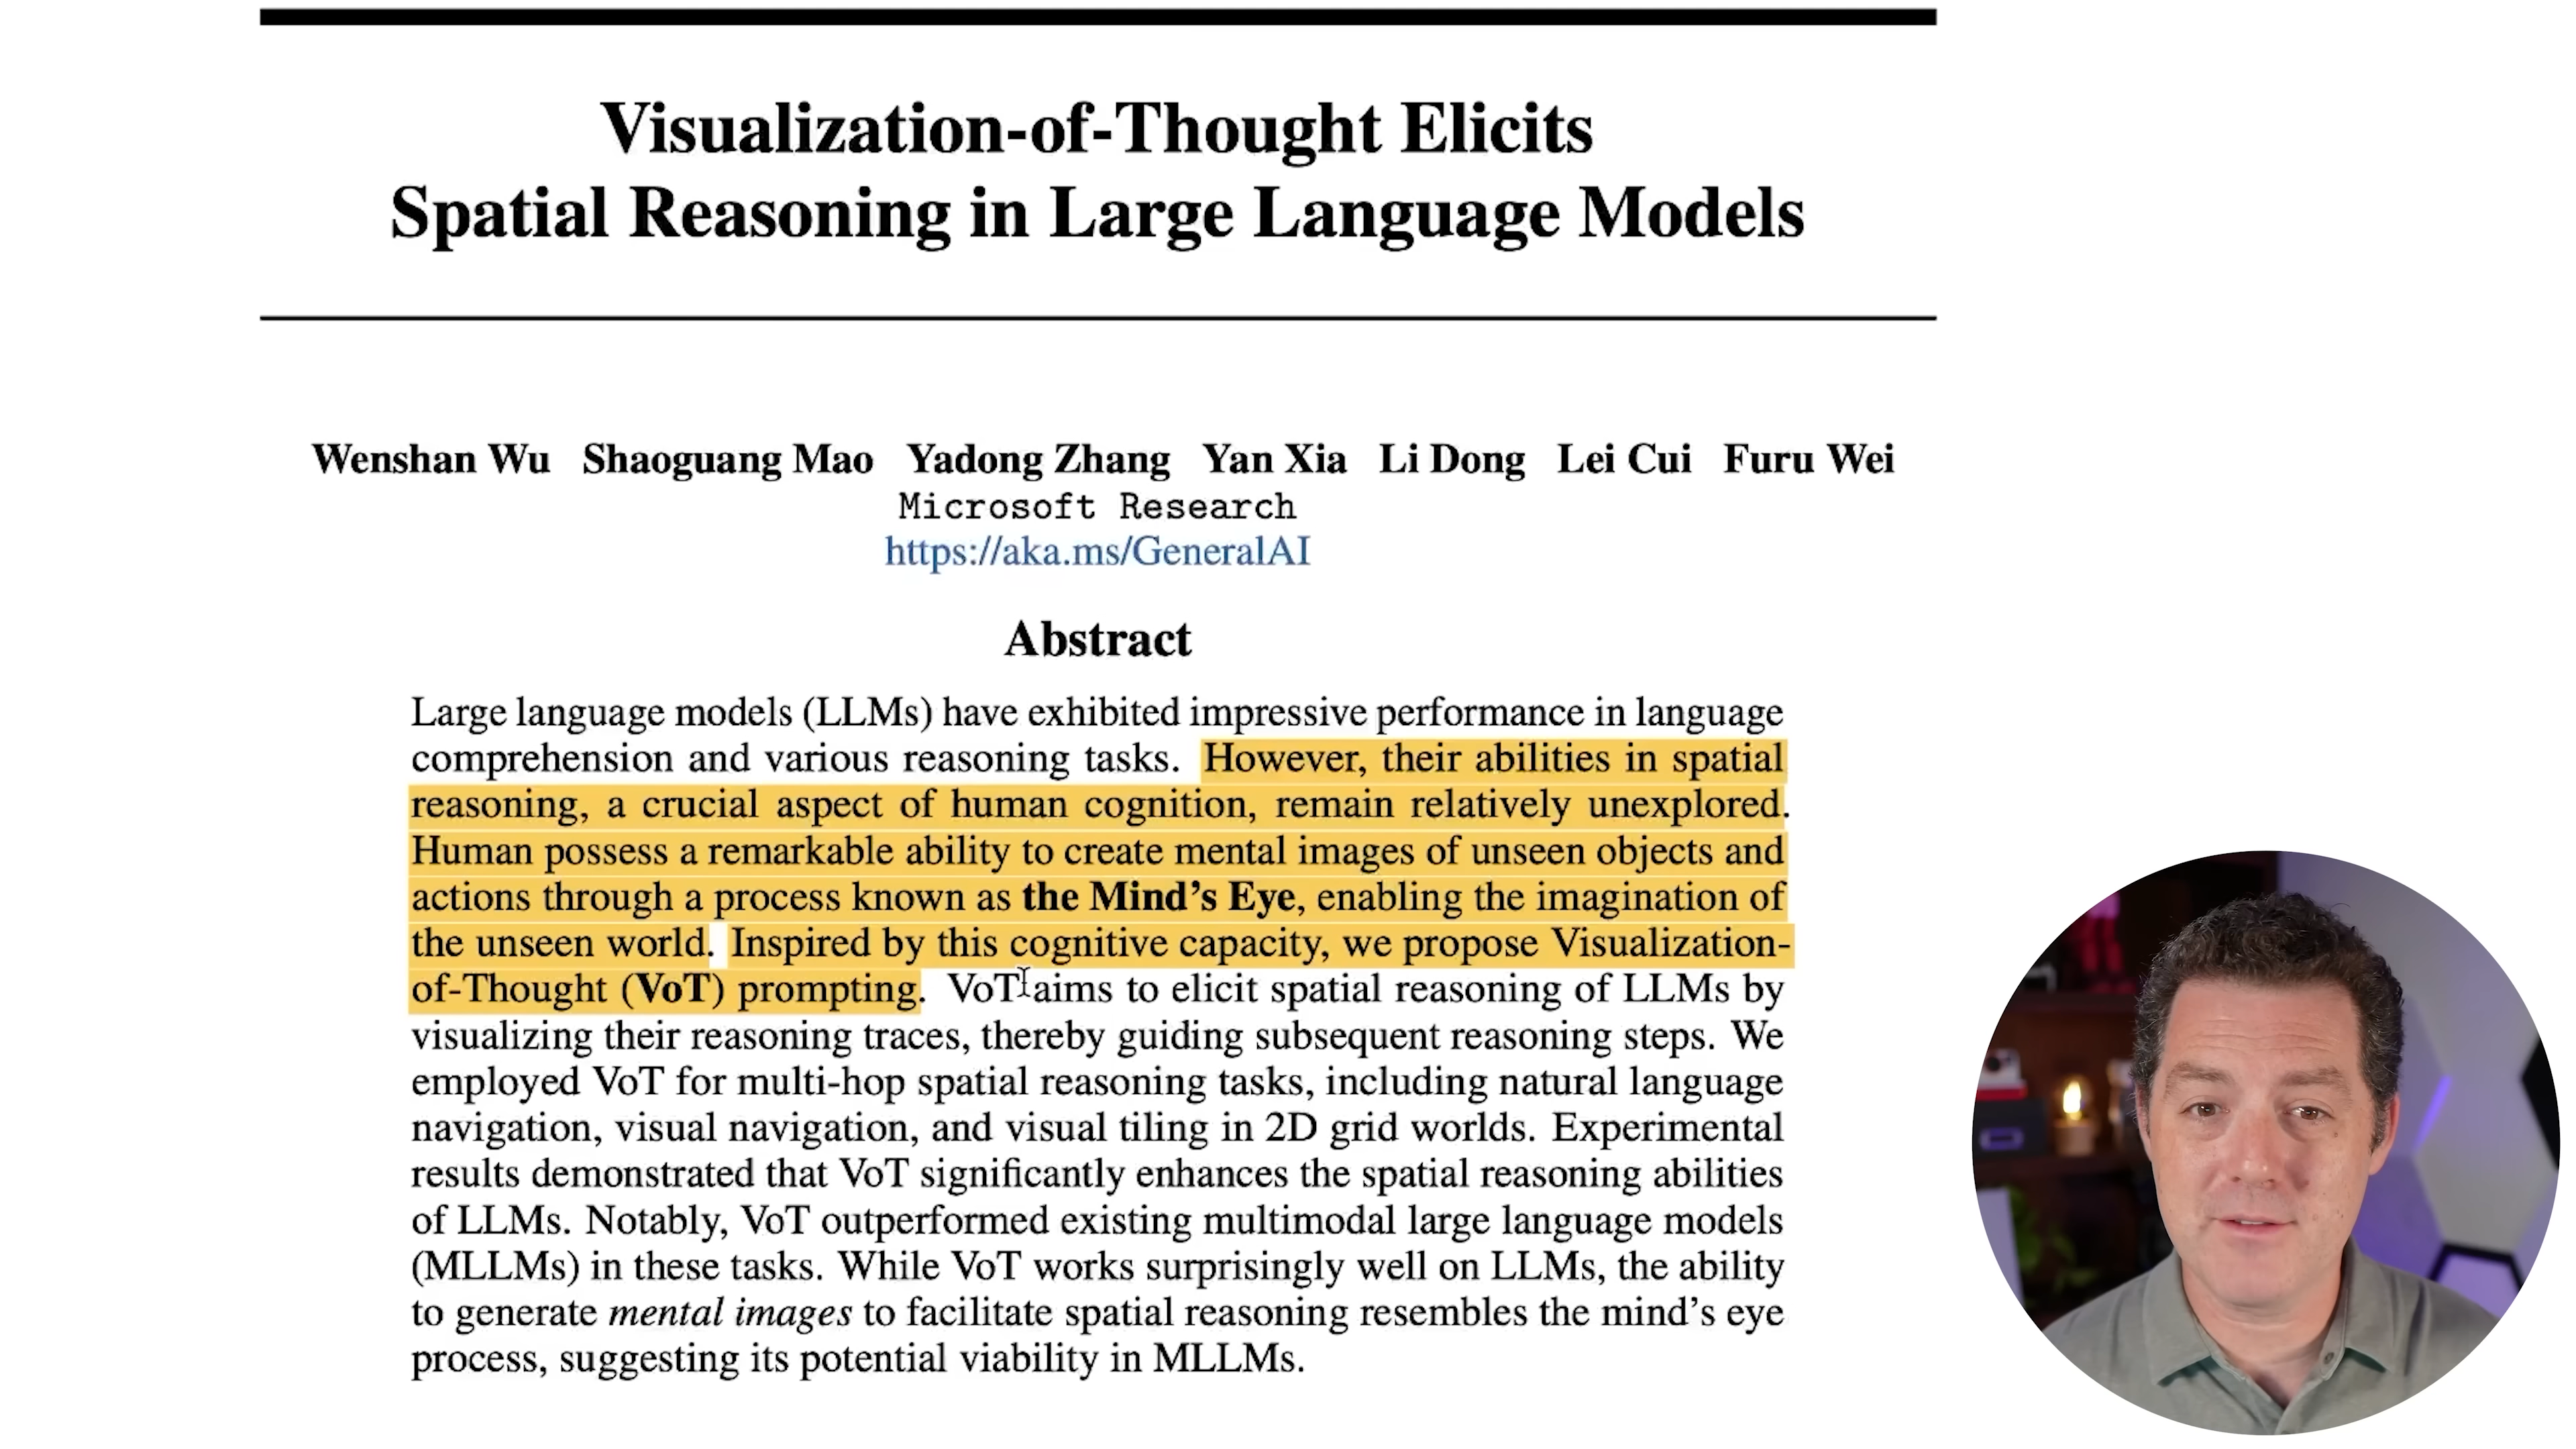 Visualization-of-Thought Elicits
Spatial Reasoning in Large Language Models
Wenshan Wu Shaoguang Mao Yadong Zhang Yan Xia Li Dong Lei Cui Furu Wei
Microsoft Research
https://aka.ms/GeneralAI
Abstract
Large language models (LLMs) have exhibited impressive performance in language
comprehension and various reasoning tasks. However, their abilities in spatial
reasoning, a crucial aspect of human cognition, remain relatively unexplored.
Human possess a remarkable ability to create mental images of unseen objects and
actions through a process known as the Mind's Eye, enabling the imagination of
the unseen world. Inspired by this cognitive capacity, we propose Visualization-
of-Thought (VoT) prompting. VoT aims to elicit spatial reasoning of LLMs by
visualizing their reasoning traces, thereby guiding subsequent reasoning steps. We
employed VoT for multi-hop spatial reasoning tasks, including natural language
navigation, visual navigation, and visual tiling in 2D grid worlds. Experimental
results demonstrated that VoT significantly enhances the spatial reasoning abilities
of LLMs. Notably, VoT outperformed existing multimodal large language models
(MLLMs) in these tasks. While VoT works surprisingly well on LLMs, the ability
to generate mental images to facilitate spatial reasoning resembles the mind's eye
process, suggesting its potential viability in MLLMs.